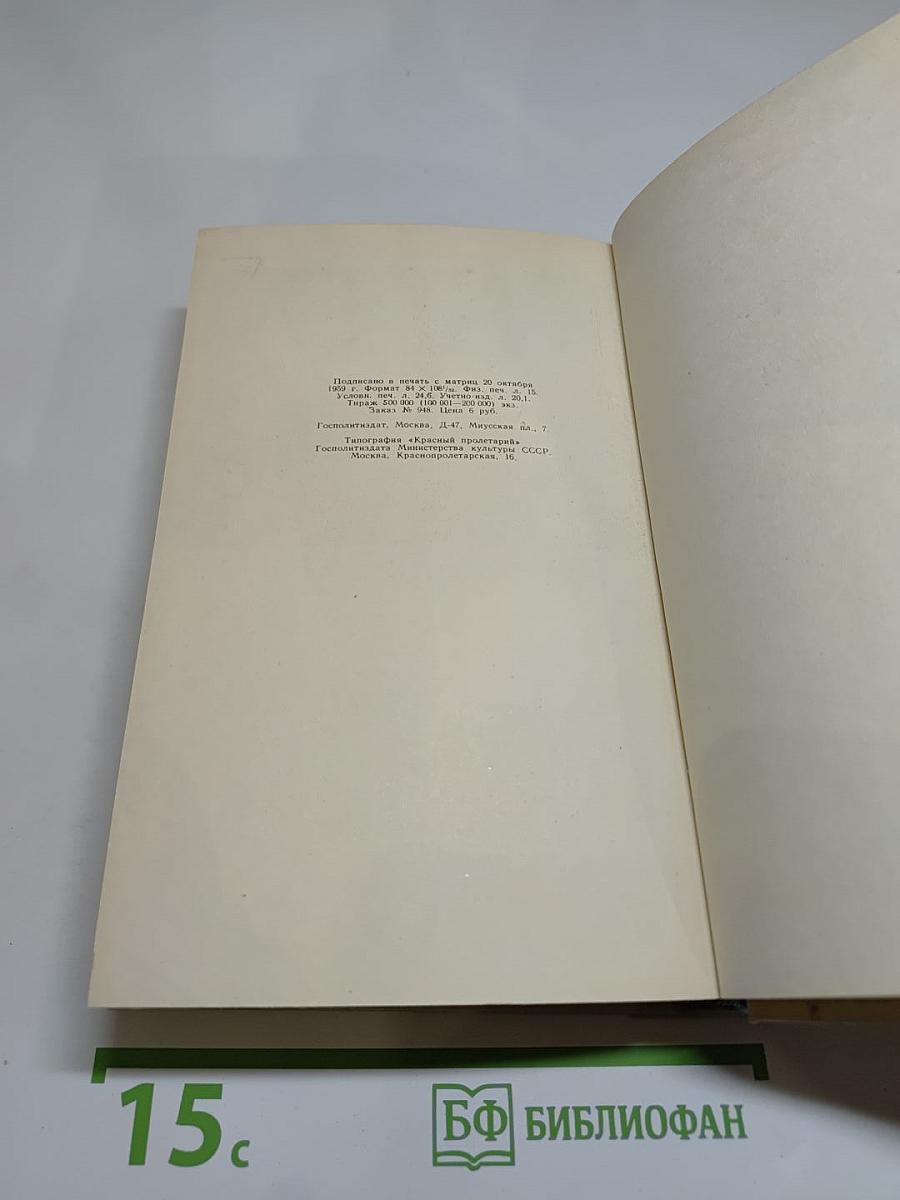 Подписано в печать с матриц 20 октября
1959 г. Формат 84 × 108¹/₃₂. Физ. печ. л. 15.
Условн. печ. л. 24,6. Учетно-изд. л. 20,1.
Тираж 500 000 (100 001—200 000) экз.
Заказ № 948. Цена 6 руб.
Госполитиздат, Москва, Д-47, Миусская пл., 7.
Типография «Красный пролетарий»
Госполитиздата Министерства культуры СССР.
Москва, Краснопролетарская, 16.
15 с
БФ БИБЛИОФАН